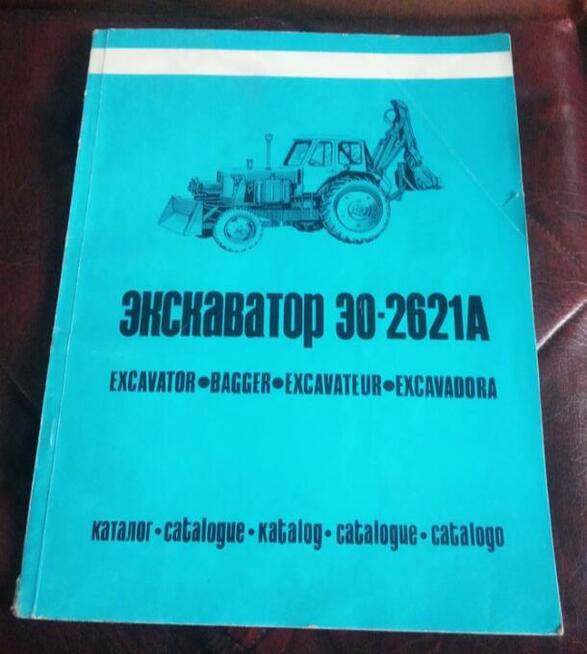 экскаватор ЭО-2621А
EXCAVATOR•BAGGER•EXCAVATEUR•EXCAVADORA
каталог•catalogue•katalog•catalogue•catalogo